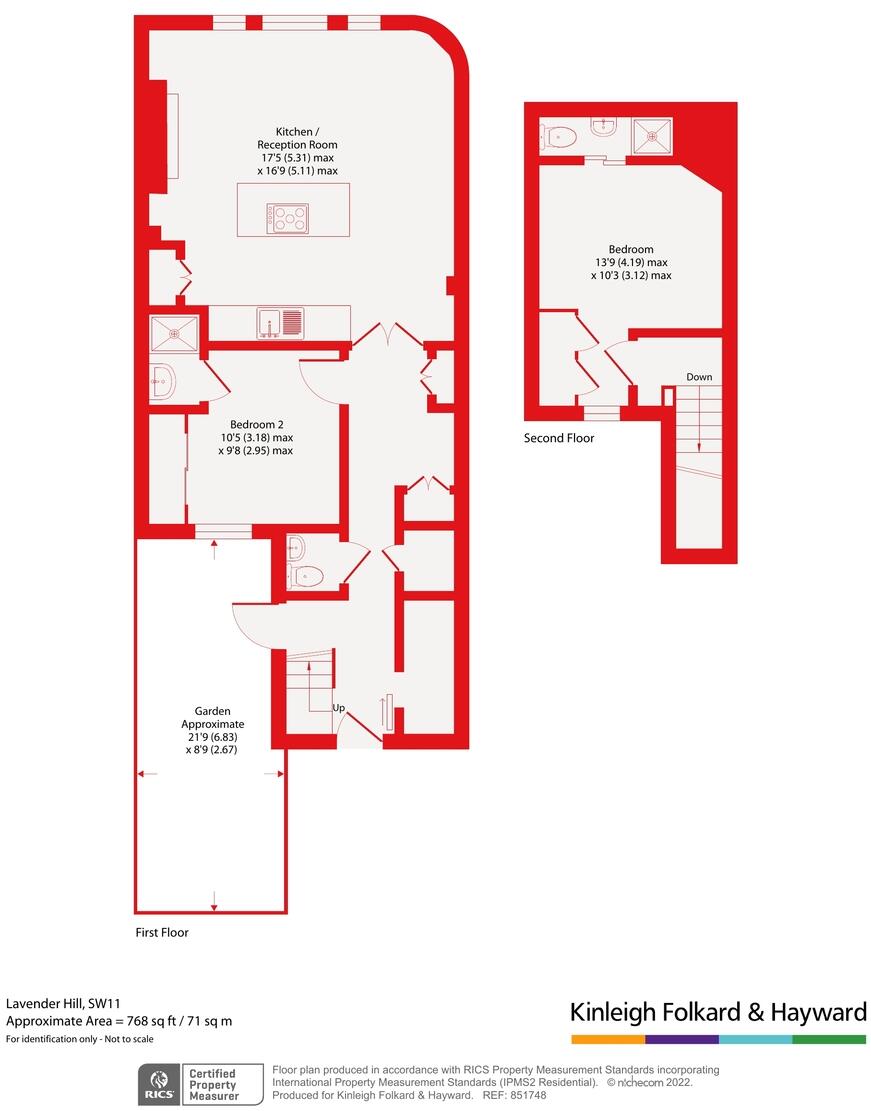 Kitchen /
Reception Room
17'5 (5.31) max
x 16'9 (5.11) max
Bedroom
13'9 (4.19) max
x 10'3 (3.12) max
Down
Second Floor
Bedroom 2
10'5 (3.18) max
x 9'8 (2.95) max
Up
Garden
Approximate
21'9 (6.83)
x 8'9 (2.67)
First Floor
Lavender Hill, SW11
Approximate Area = 768 sq ft / 71 sq m
For identification only - Not to scale
Kinleigh Folkard & Hayward
RICS
Certified
Property
Measurer
Floor plan produced in accordance with RICS Property Measurement Standards incorporating
International Property Measurement Standards (IPMS2 Residential). © nichecom 2022.
Produced for Kinleigh Folkard & Hayward. REF: 851748